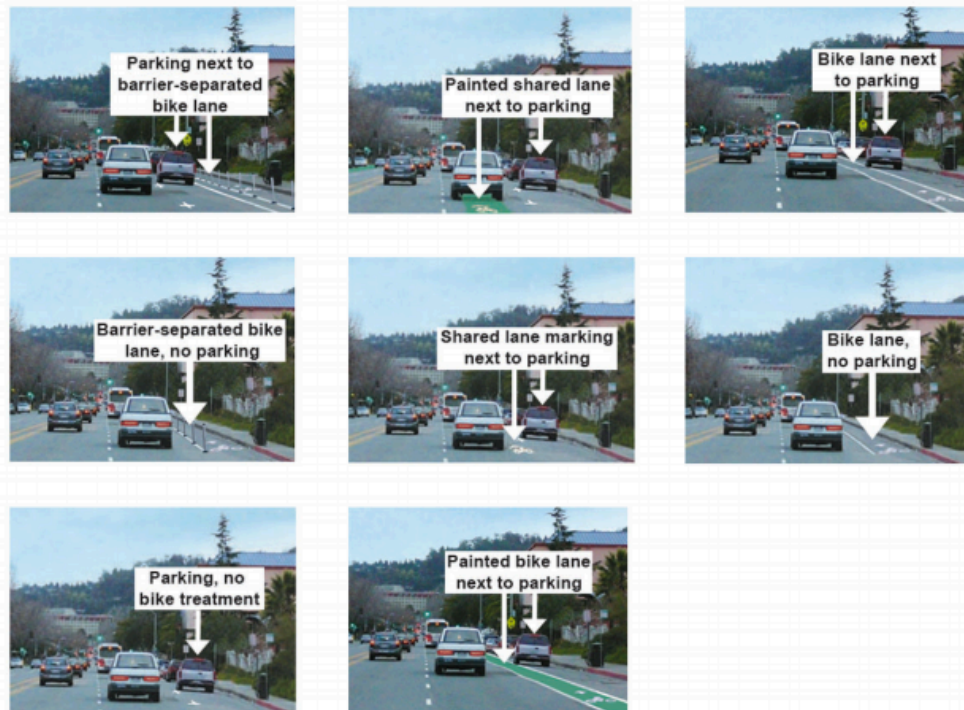 Parking next to
barrier-separated
bike lane
Painted shared lane
next to parking
Bike lane next
to parking
Barrier-separated bike
lane, no parking
Shared lane marking
next to parking
Bike lane,
no parking
Parking, no
bike treatment
Painted bike lane
next to parking